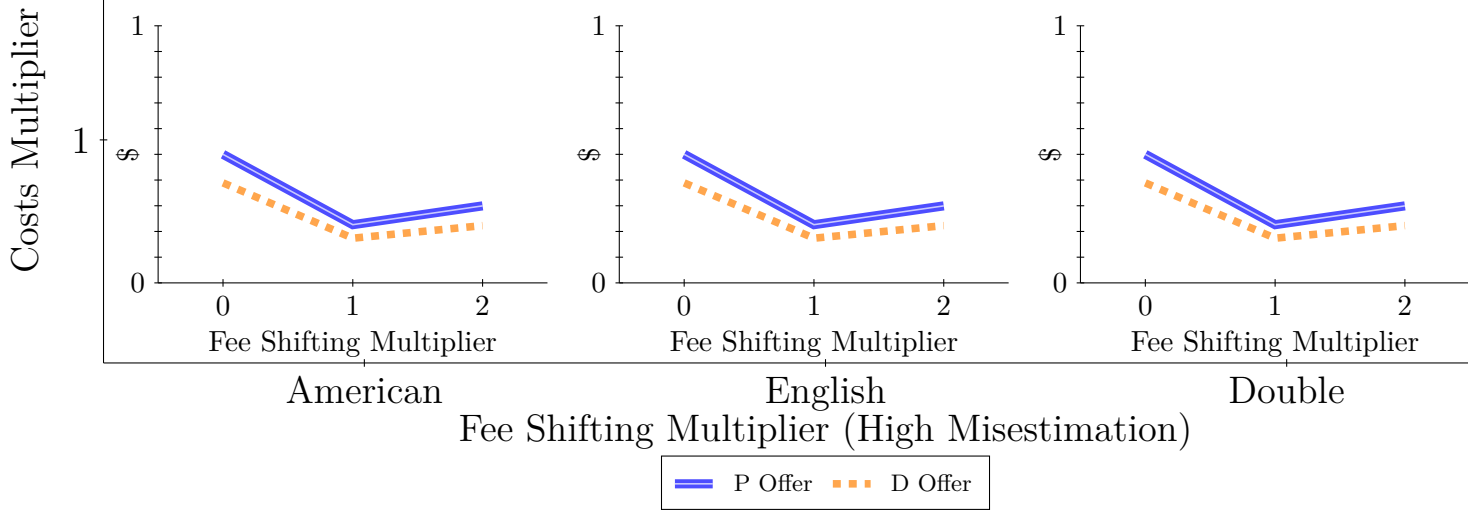 Costs Multiplier
1
1
$
0
0 1 2
Fee Shifting Multiplier
1
$
0
0 1 2
Fee Shifting Multiplier
1
$
0
0 1 2
Fee Shifting Multiplier
American English Double
Fee Shifting Multiplier (High Misestimation)
P Offer D Offer